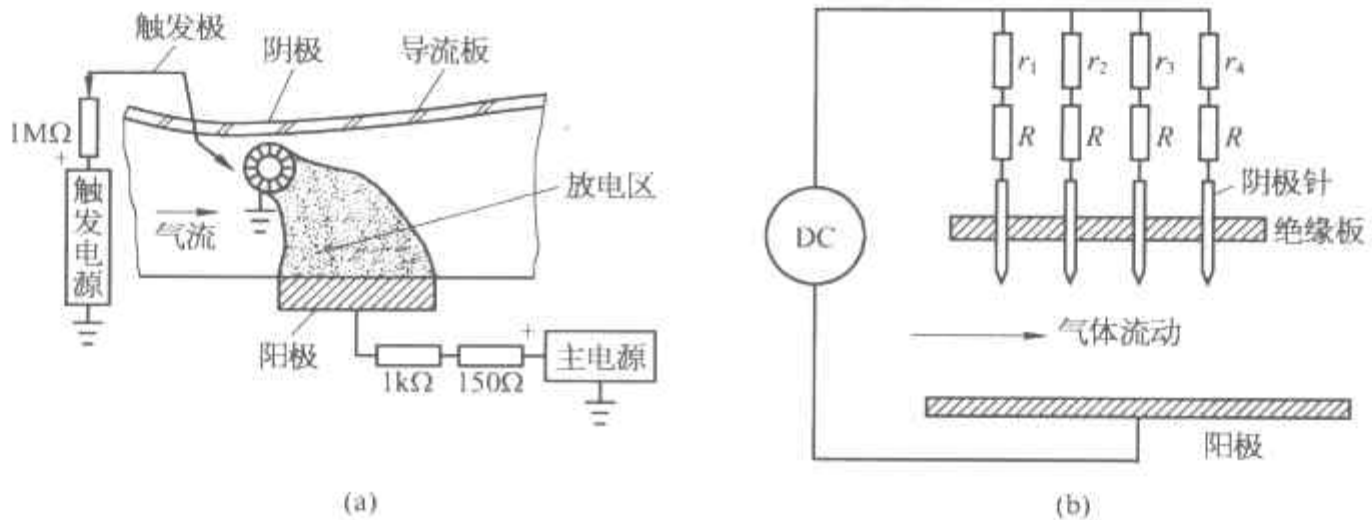 触发极
阴极
导流板
1MΩ
+
触发电源
放电区
气流
阳极
1kΩ
150Ω
+
主电源
(a)
r₁
r₂
r₃
r₄
R
R
R
R
阴极针
绝缘板
DC
气体流动
阳极
(b)